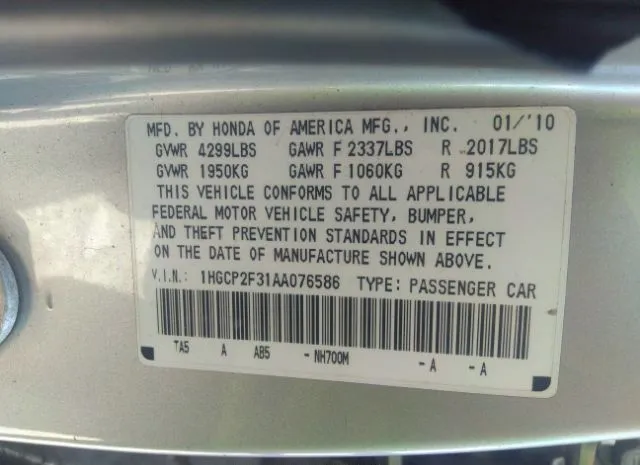 MFD. BY HONDA OF AMERICA MFG., INC. 01/'10
GVWR 4299LBS GAWR F 2337LBS R 2017LBS
GVWR 1950KG GAWR F 1060KG R 915KG
THIS VEHICLE CONFORMS TO ALL APPLICABLE
FEDERAL MOTOR VEHICLE SAFETY, BUMPER,
AND THEFT PREVENTION STANDARDS IN EFFECT
ON THE DATE OF MANUFACTURE SHOWN ABOVE.
V.I.N.: 1HGCP2F31AA076586 TYPE: PASSENGER CAR
TA5 A AB5 - NH700M - A - A